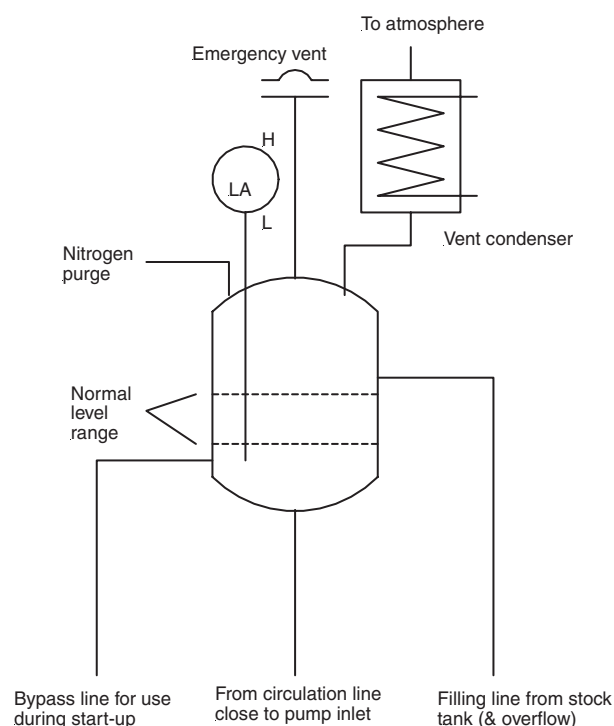 To atmosphere
Emergency vent
H
LA
L
Vent condenser
Nitrogen
purge
Normal
level
range
Bypass line for use
during start-up
From circulation line
close to pump inlet
Filling line from stock
tank (& overflow)